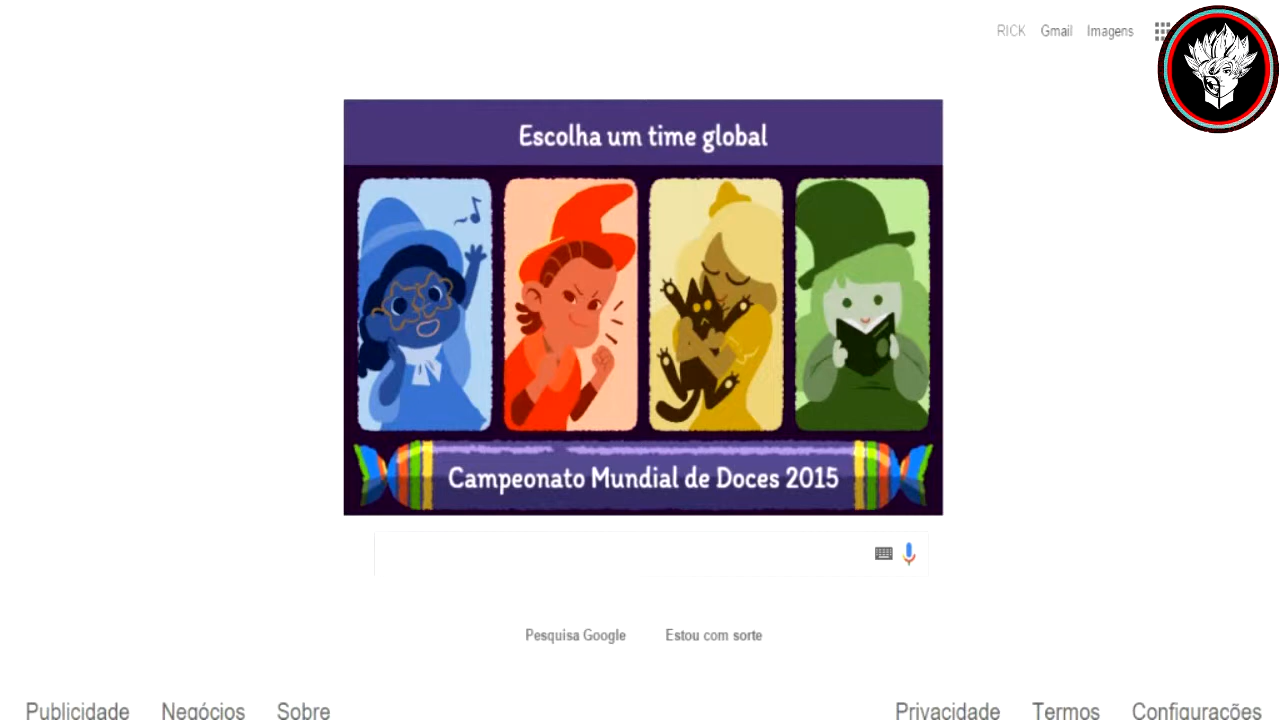 RICK Gmail Imagens
Escolha um time global
Campeonato Mundial de Doces 2015
Pesquisa Google Estou com sorte
Publicidade Negócios Sobre Privacidade Termos Configurações